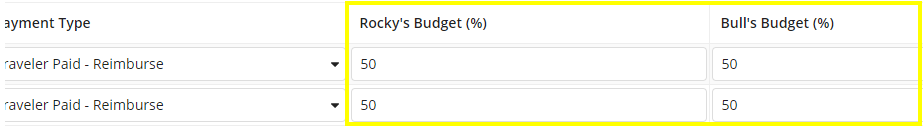 ayment Type Rocky's Budget (%) Bull's Budget (%)
raveler Paid - Reimburse 50 50
raveler Paid - Reimburse 50 50